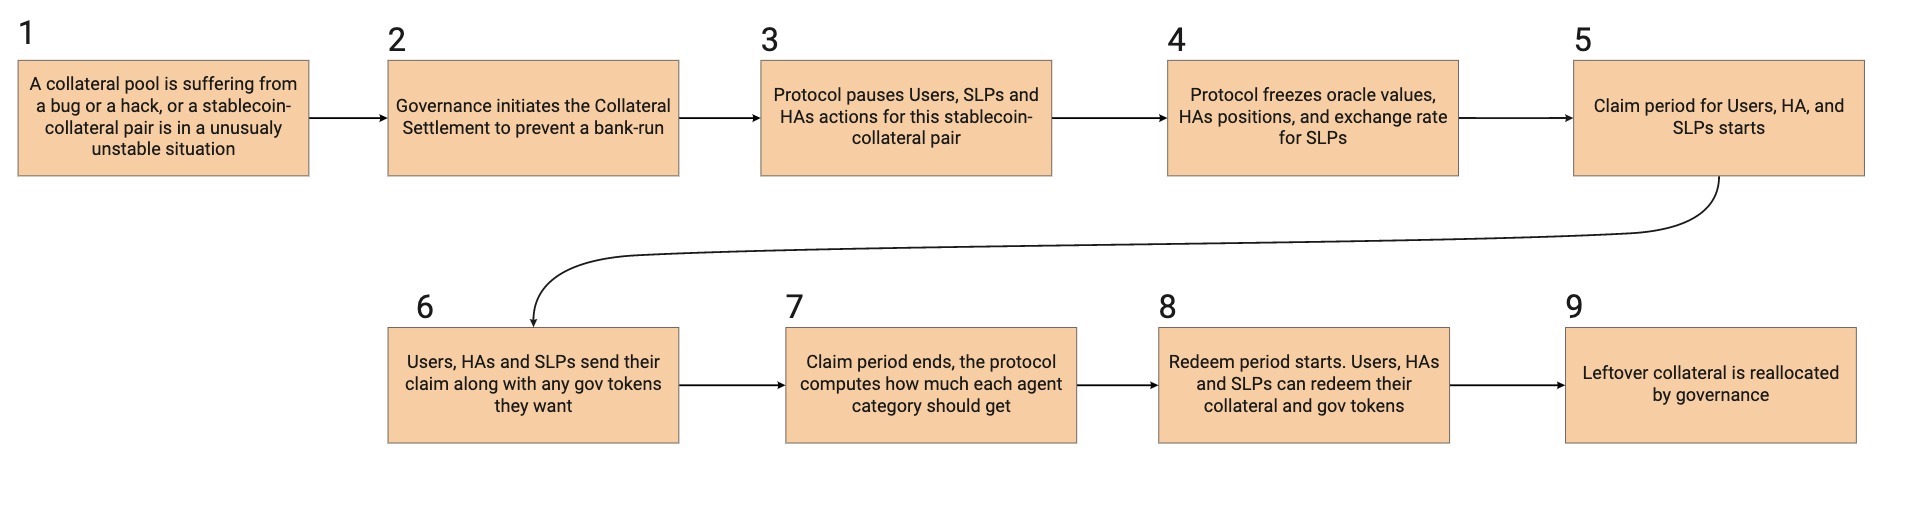 1
A collateral pool is suffering from
a bug or a hack, or a stablecoin-
collateral pair is in a unusualy
unstable situation
2
Governance initiates the Collateral
Settlement to prevent a bank-run
3
Protocol pauses Users, SLPs and
HAs actions for this stablecoin-
collateral pair
4
Protocol freezes oracle values,
HAs positions, and exchange rate
for SLPs
5
Claim period for Users, HA, and
SLPs starts
6
Users, HAs and SLPs send their
claim along with any gov tokens
they want
7
Claim period ends, the protocol
computes how much each agent
category should get
8
Redeem period starts. Users, HAs
and SLPs can redeem their
collateral and gov tokens
9
Leftover collateral is reallocated
by governance